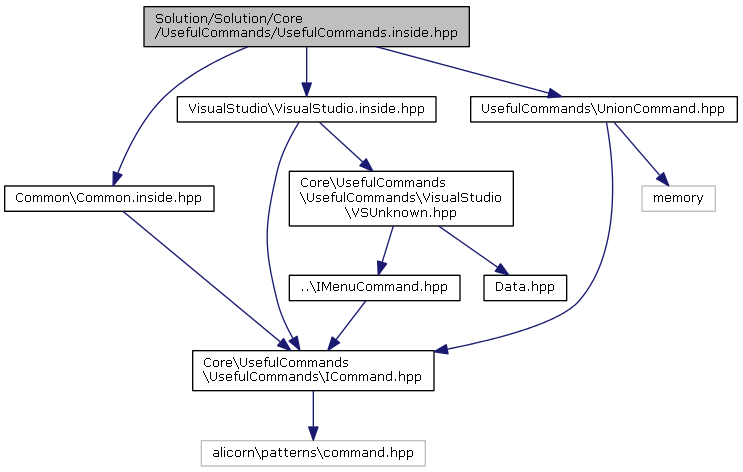 Solution/Solution/Core
/UsefulCommands/UsefulCommands.inside.hpp
VisualStudio\VisualStudio.inside.hpp
UsefulCommands\UnionCommand.hpp
Common\Common.inside.hpp
Core\UsefulCommands
\UsefulCommands\VisualStudio
\VSUnknown.hpp
memory
..\IMenuCommand.hpp
Data.hpp
Core\UsefulCommands
\UsefulCommands\ICommand.hpp
alicorn\patterns\command.hpp